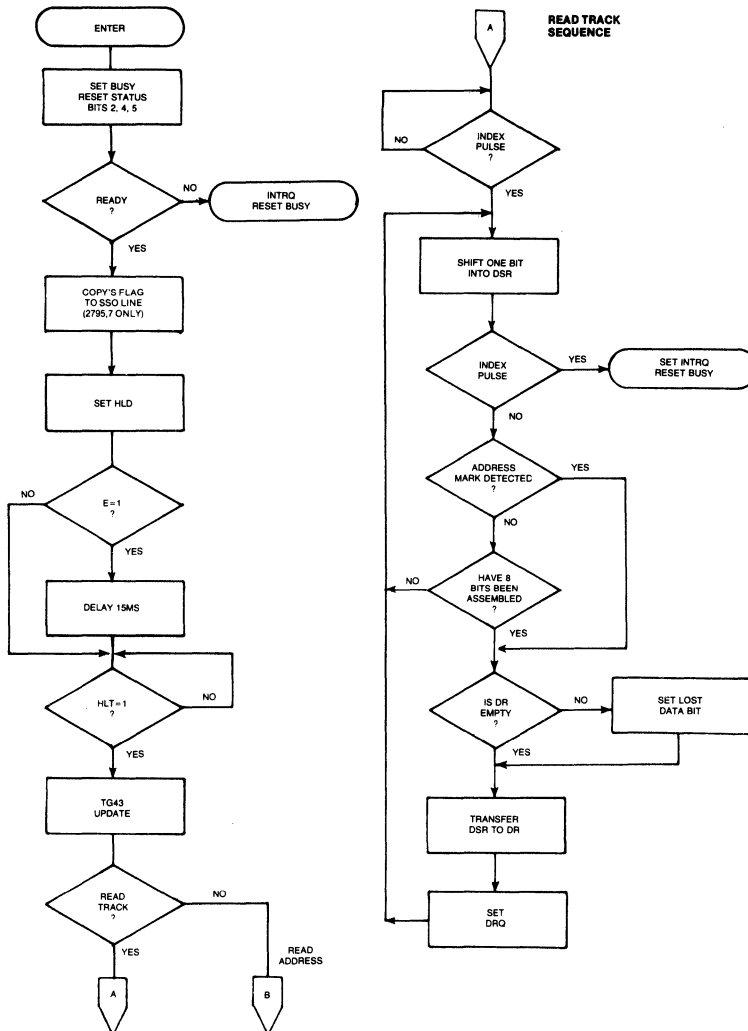 ENTER
SET BUSY
RESET STATUS
BITS 2, 4, 5
READY
?
NO
INTRQ
RESET BUSY
YES
COPY'S FLAG
TO SSO LINE
(2795,7 ONLY)
SET HLD
NO
E=1
?
YES
DELAY 15MS
HLT=1
?
NO
YES
TG43
UPDATE
READ
TRACK
?
NO
YES
READ
ADDRESS
A
B
A
READ TRACK
SEQUENCE
NO
INDEX
PULSE
?
YES
SHIFT ONE BIT
INTO DSR
INDEX
PULSE
YES
SET INTRQ
RESET BUSY
NO
ADDRESS
MARK DETECTED
?
YES
NO
HAVE 8
BITS BEEN
ASSEMBLED
?
NO
YES
IS DR
EMPTY
?
NO
SET LOST
DATA BIT
YES
TRANSFER
DSR TO DR
SET
DRQ